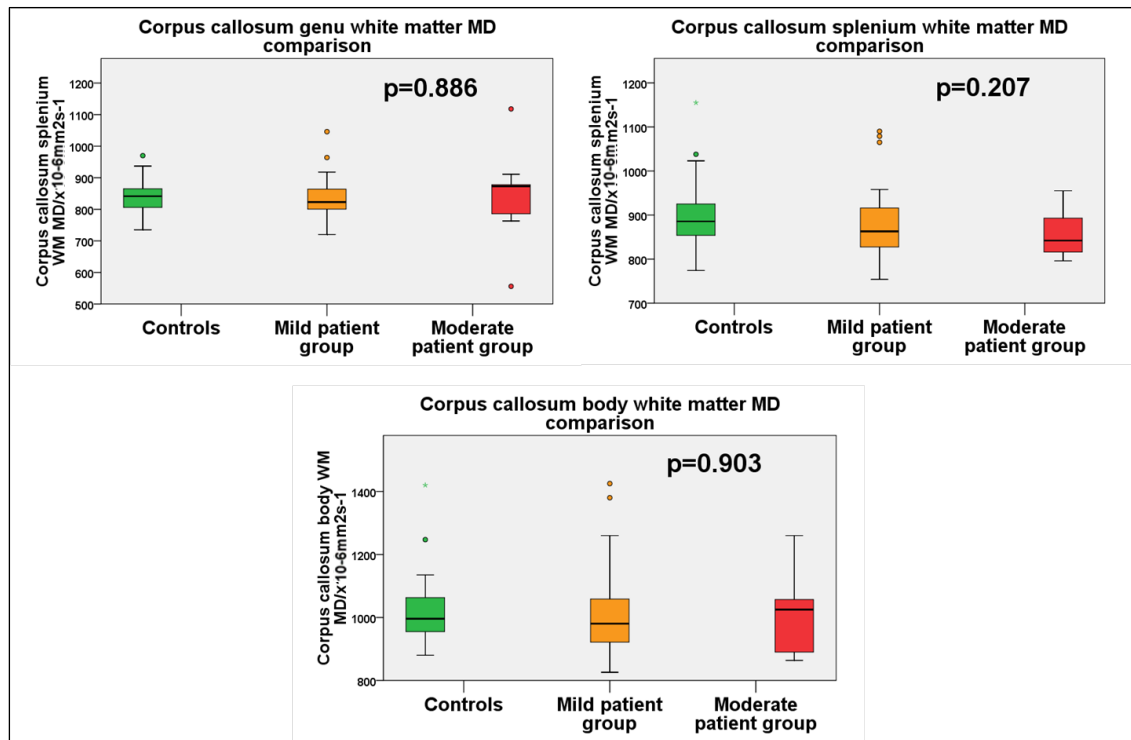 Corpus callosum genu white matter MD
comparison
p=0.886
Corpus callosum splenium
WM MD/x10-6mm2s-1
1200
1100
1000
900
800
700
600
500
Controls
Mild patient
group
Moderate
patient group
Corpus callosum splenium white matter MD
comparison
p=0.207
Corpus callosum splenium
WM MD/x10-6mm2s-1
1200
1100
1000
900
800
700
Controls
Mild patient
group
Moderate
patient group
Corpus callosum body white matter MD
comparison
p=0.903
Corpus callosum body WM
MD/x10-6mm2s-1
1400
1200
1000
800
Controls
Mild patient
group
Moderate
patient group